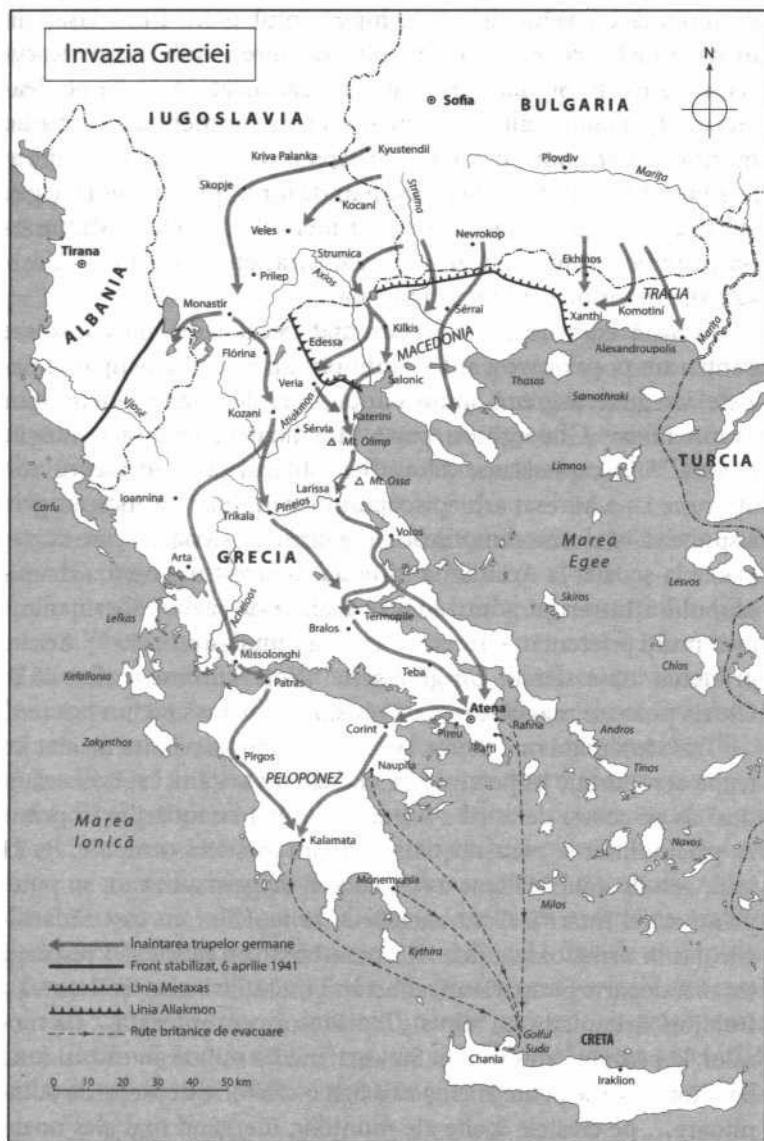 Invazia Greciei
N
IUGOSLAVIA
Sofia
BULGARIA
Kriva Palanka
Kyustendil
Plovdiv
Marița
Skopje
Kocani
Struma
Veles
Nevrokop
Tirana
Strumica
Ekhinos
Prilep
Axios
TRACIA
ALBANIA
Monastir
Sérrai
Xanthi
Komotini
Kilkis
Marița
Edessa
MACEDONIA
Flórina
Alexandroupolis
Salonic
Veria
Thasos
Vijosë
Aliakmon
Samothraki
Kozani
Katerini
Sérvia
Mt. Olimp
TURCIA
Limnos
Larissa
Mt. Ossa
Ioannina
Corfu
Pineios
Trikala
Volos
Marea
Egee
GRECIA
Arta
Lesvos
Skiros
Acheloos
Lefkas
Termopile
Bralos
Missolonghi
Teba
Chios
Kefallonia
Patras
Atena
Rafina
Andros
Corint
Pireu
Rafti
Zakynthos
Tinos
Pirgos
Nauplia
PELOPONEZ
Marea
Ionică
Naxos
Kalamata
Milos
Monemvasia
Înaintarea trupelor germane
Kythira
Front stabilizat, 6 aprilie 1941
Linia Metaxas
Linia Aliakmon
Rute britanice de evacuare
Golful
Suda
CRETA
Chania
0 10 20 30 40 50 km
Iraklion